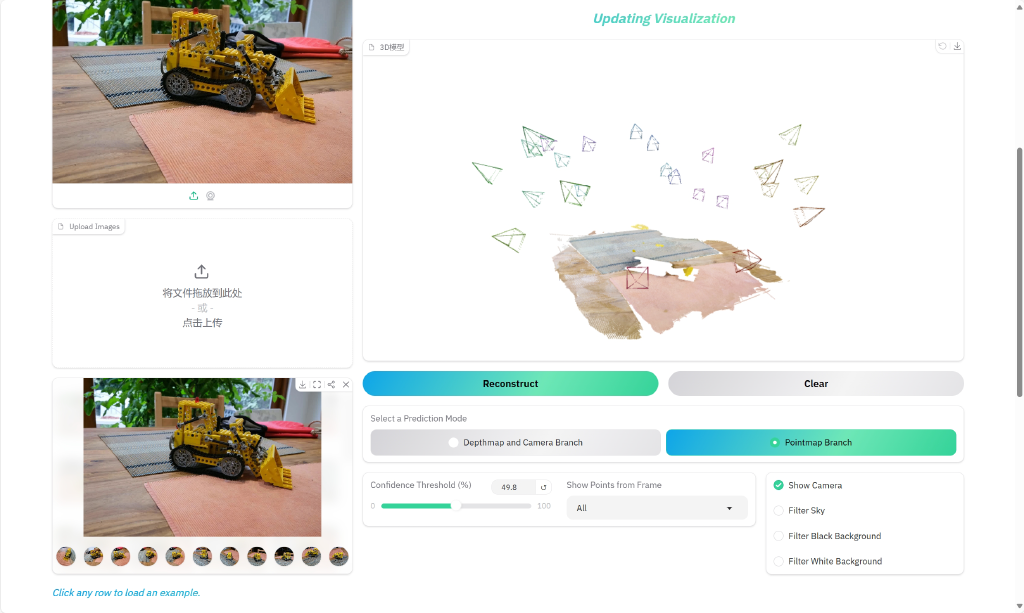 Updating Visualization
3D模型
Upload Images
将文件拖放到此处
- 或 -
点击上传
Reconstruct
Clear
Select a Prediction Mode
Depthmap and Camera Branch
Pointmap Branch
Confidence Threshold (%)
49.8
0
100
Show Points from Frame
All
Show Camera
Filter Sky
Filter Black Background
Filter White Background
Click any row to load an example.